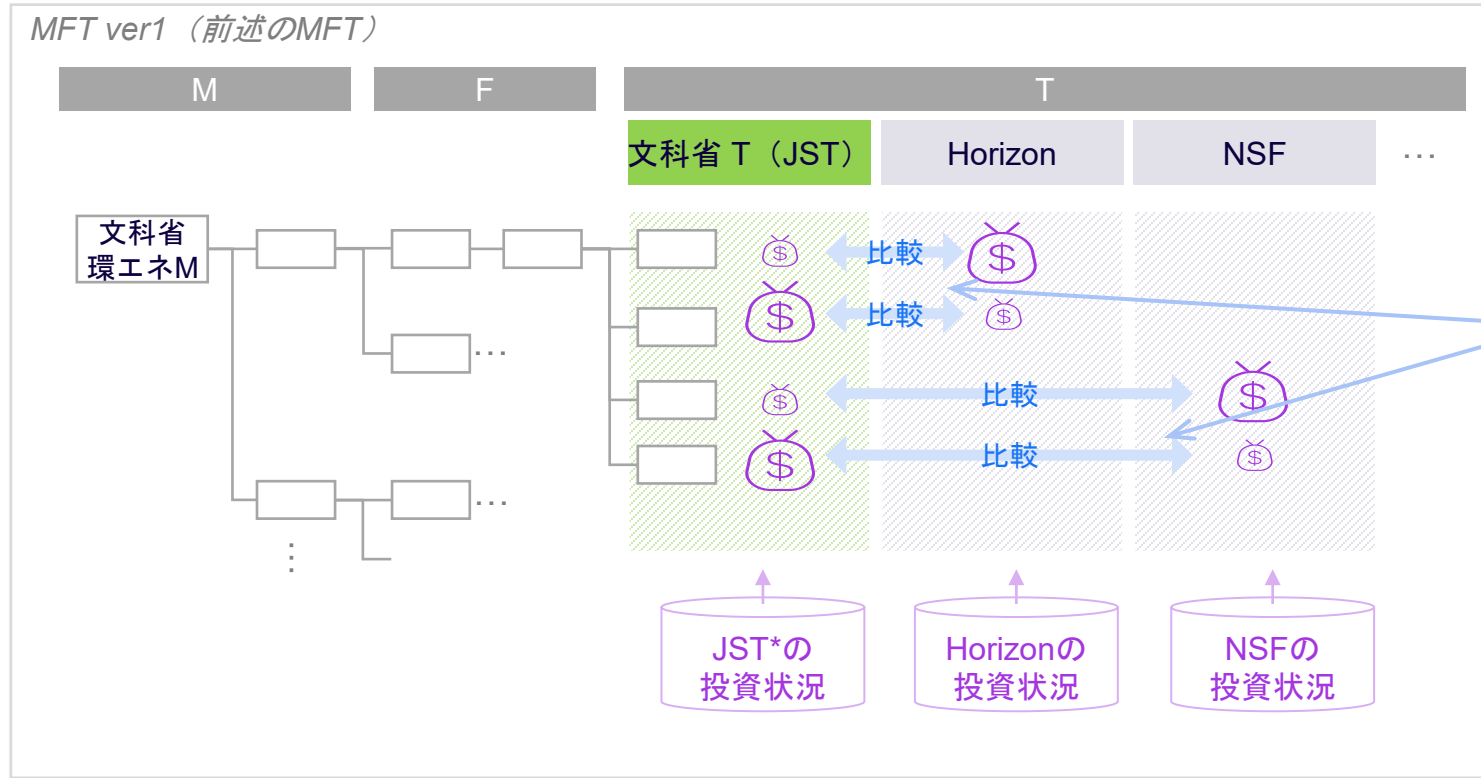 MFT ver1（前述のMFT）
M
F
T
文科省 T（JST）
Horizon
NSF
…
文科省
環エネM
$
比較
$
$
比較
$
…
$
比較
$
$
比較
$
…
⋮
JST*の
投資状況
Horizonの
投資状況
NSFの
投資状況